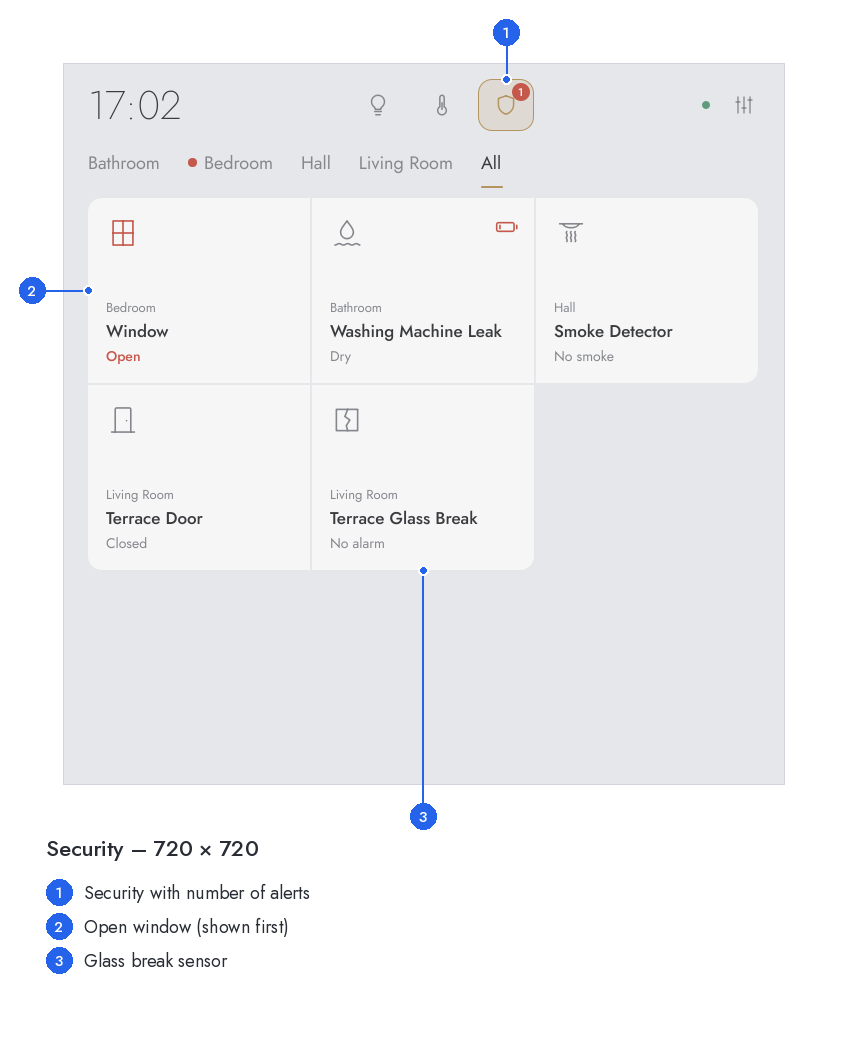 1
17:02
1
Bathroom Bedroom Hall Living Room All
2
Bedroom
Window
Open
Bathroom
Washing Machine Leak
Dry
Hall
Smoke Detector
No smoke
Living Room
Terrace Door
Closed
Living Room
Terrace Glass Break
No alarm
3
Security – 720 × 720
1 Security with number of alerts
2 Open window (shown first)
3 Glass break sensor